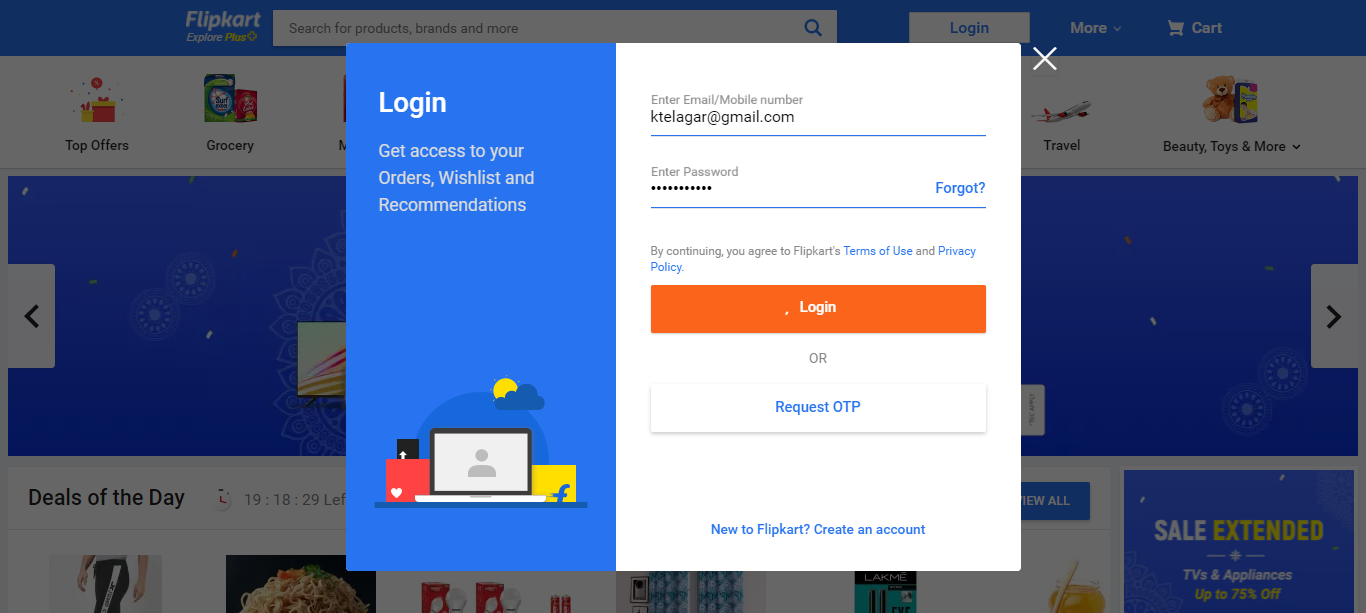 Flipkart
Explore Plus
Search for products, brands and more
Login
More
Cart
Top Offers
Grocery
M
Travel
Beauty, Toys & More
Login
Get access to your
Orders, Wishlist and
Recommendations
Enter Email/Mobile number
ktelagar@gmail.com
Enter Password
•••••••••••
Forgot?
By continuing, you agree to Flipkart's Terms of Use and Privacy
Policy.
Login
OR
Request OTP
New to Flipkart? Create an account
Deals of the Day
19 : 18 : 29 Lef
VIEW ALL
SALE EXTENDED
TVs & Appliances
Up to 75% Off
LAKMÉ